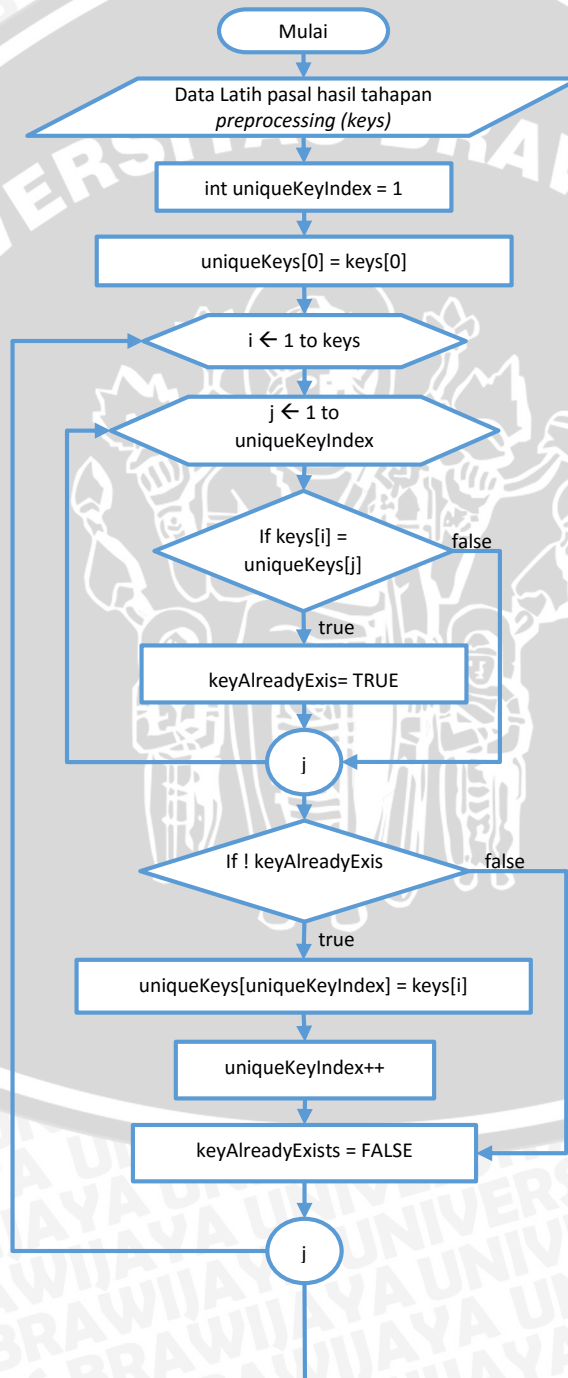 Mulai
Data Latih pasal hasil tahapan
preprocessing (keys)
int uniqueKeyIndex = 1
uniqueKeys[0] = keys[0]
i ← 1 to keys
j ← 1 to
uniqueKeyIndex
If keys[i] =
uniqueKeys[j]
false
true
keyAlreadyExis= TRUE
j
If ! keyAlreadyExis
false
true
uniqueKeys[uniqueKeyIndex] = keys[i]
uniqueKeyIndex++
keyAlreadyExists = FALSE
j